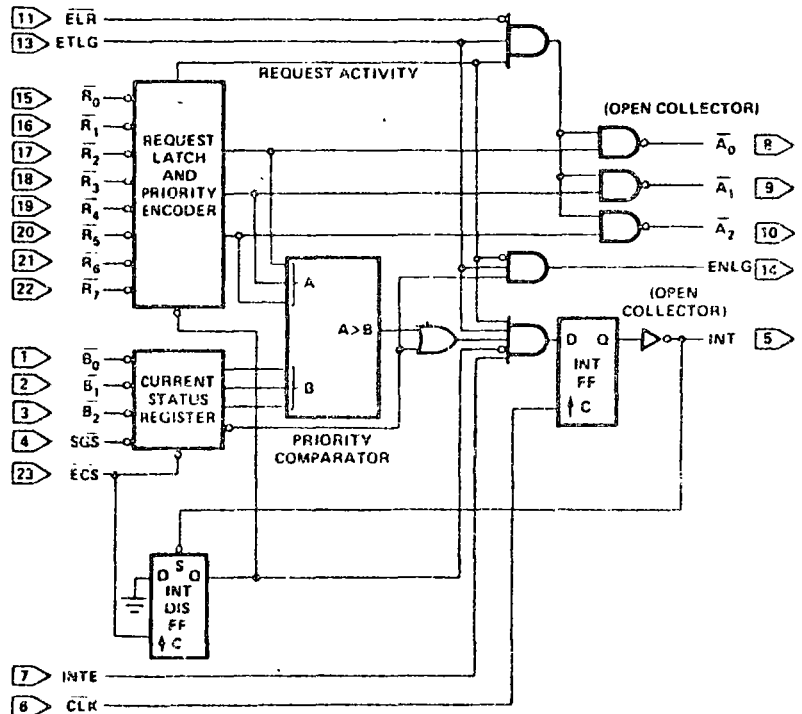 11 ELR
13 ETLG
REQUEST ACTIVITY
15 R0
16 R1
17 R2
18 R3
19 R4
20 R5
21 R6
22 R7
REQUEST
LATCH
AND
PRIORITY
ENCODER
(OPEN COLLECTOR)
A0 8
A1 9
A2 10
ENLG 14
A
A>B
B
PRIORITY
COMPARATOR
(OPEN
COLLECTOR)
D Q
INT
FF
C
INT 5
1 B0
2 B1
3 B2
4 SGS
23 ECS
CURRENT
STATUS
REGISTER
S
D Q
INT
DIS
FF
C
7 INTE
6 CLK